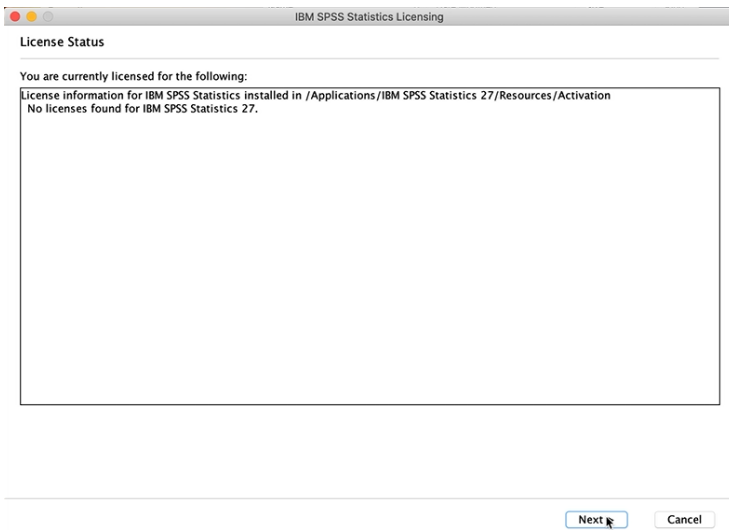 IBM SPSS Statistics Licensing
License Status
You are currently licensed for the following:
License information for IBM SPSS Statistics installed in /Applications/IBM SPSS Statistics 27/Resources/Activation
No licenses found for IBM SPSS Statistics 27.
Next
Cancel